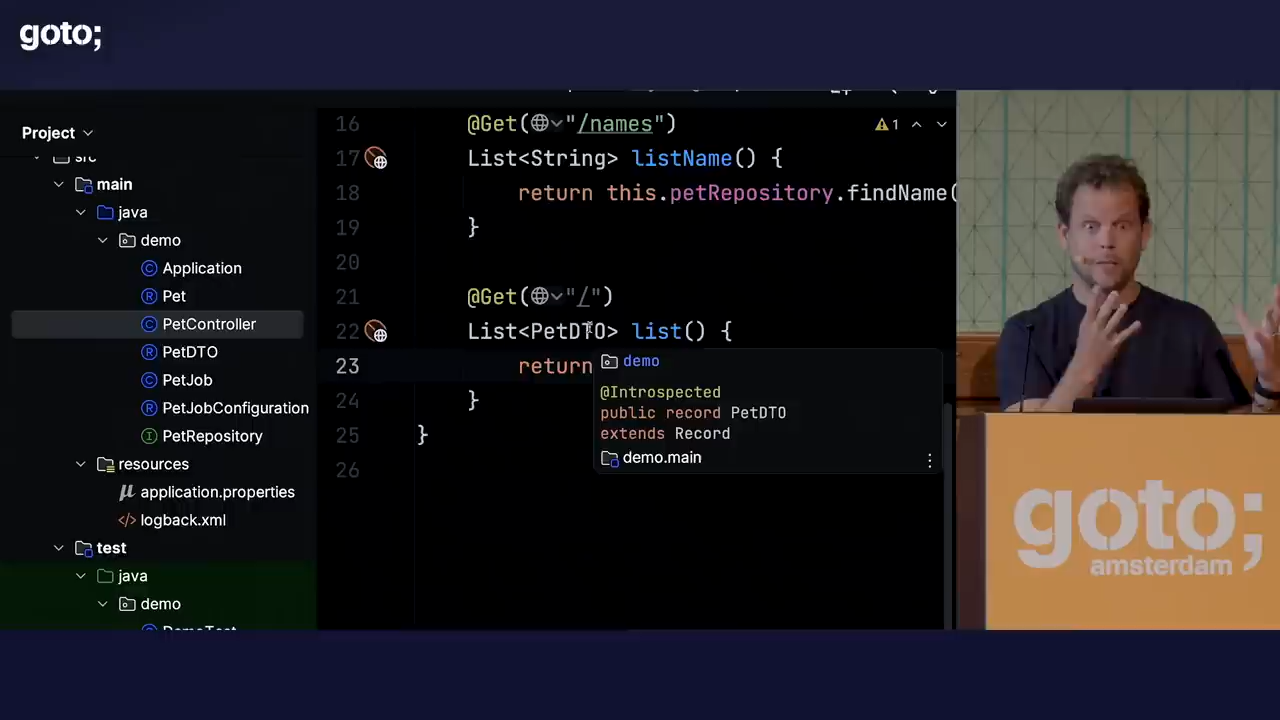 goto;
Project
src
main
java
demo
Application
Pet
PetController
PetDTO
PetJob
PetJobConfiguration
PetRepository
resources
application.properties
logback.xml
test
java
demo
DemoTest
16 @Get("/names")
17 List<String> listName() {
18 return this.petRepository.findName(
19 }
20
21 @Get("/")
22 List<PetDTO> list() {
23 return
24 }
25 }
26
1
demo
@Introspected
public record PetDTO
extends Record
demo.main
goto;
amsterdam